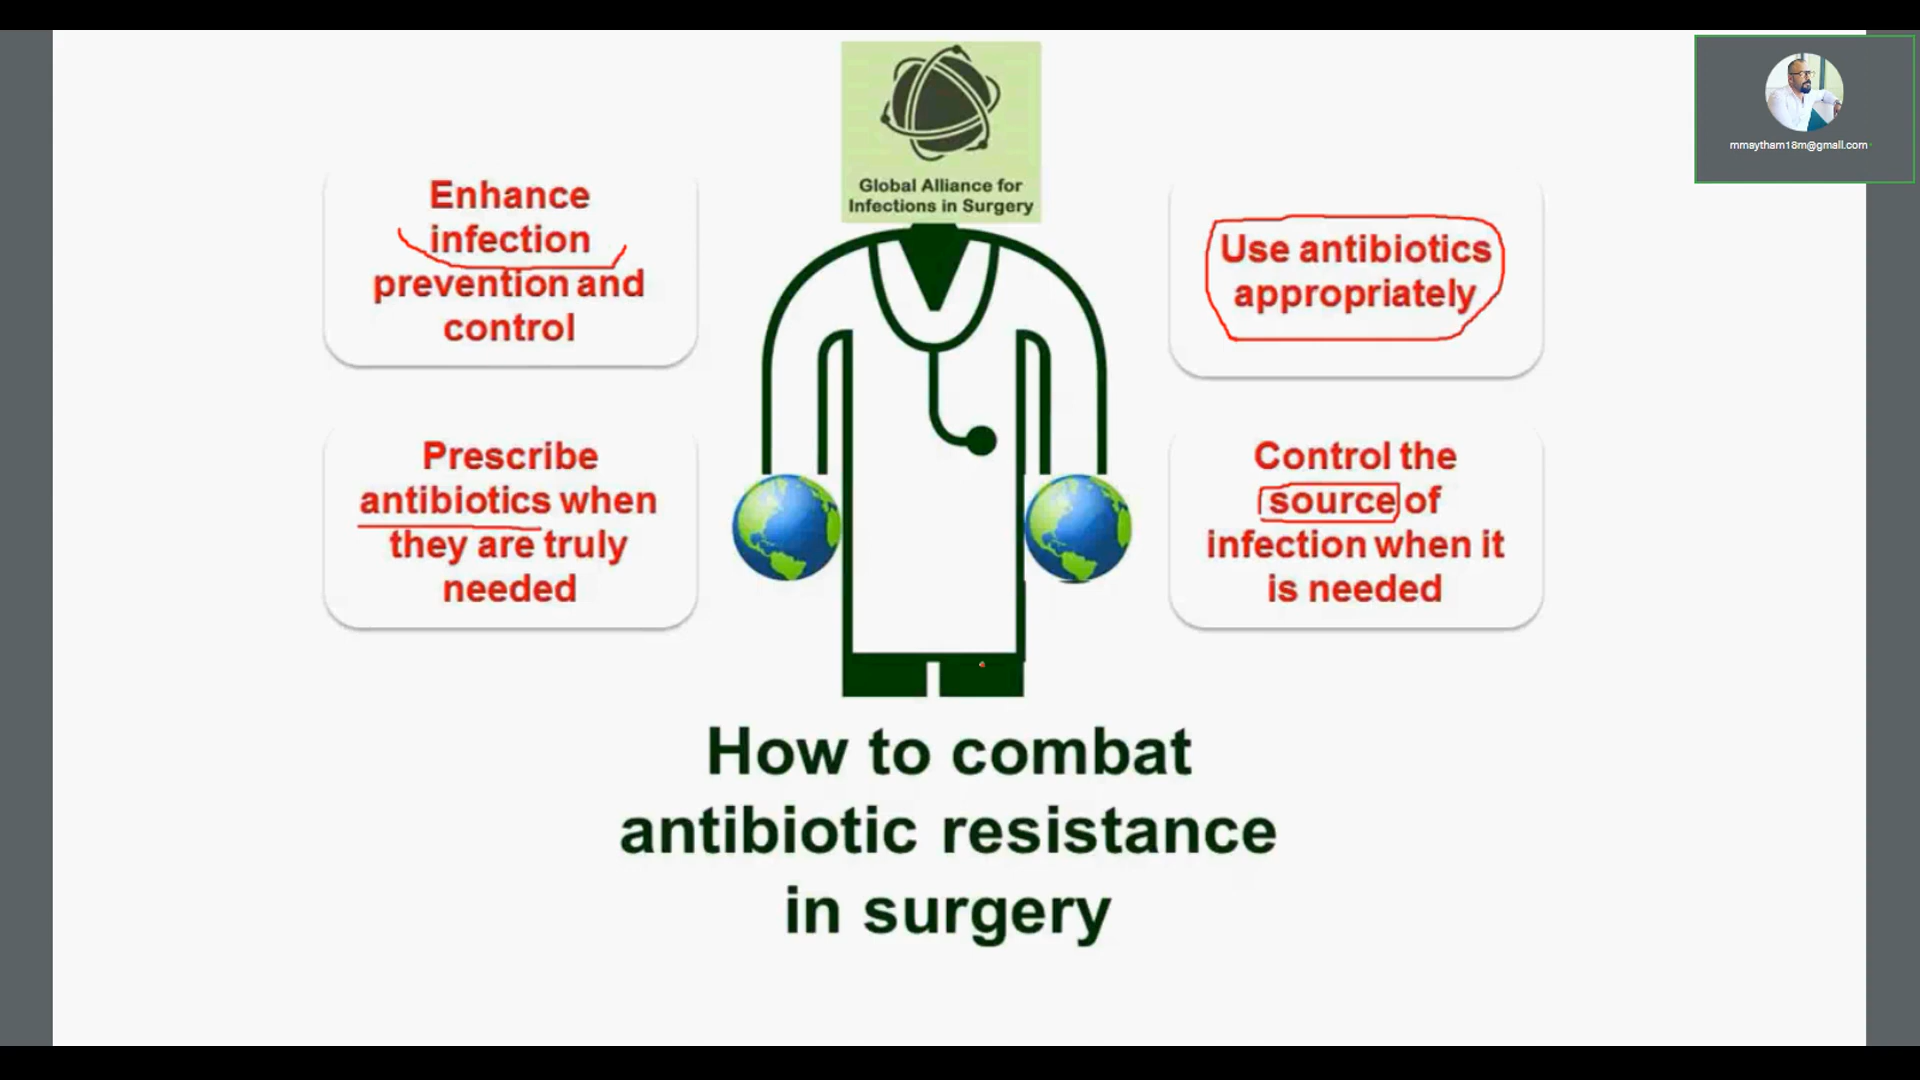 Global Alliance for
Infections in Surgery
mmaytham18m@gmail.com
Enhance
infection
prevention and
control
Use antibiotics
appropriately
Prescribe
antibiotics when
they are truly
needed
Control the
source of
infection when it
is needed
How to combat
antibiotic resistance
in surgery